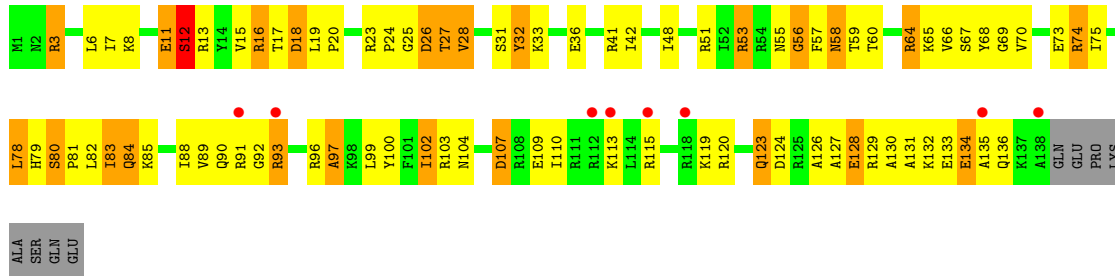 M1 N2 R3 L6 I7 K8 E11 S12 R13 Y14 V15 R16 T17 D18 L19 P20 R23 P24 G25 D26 T27 V28 S31 Y32 K33 E36 R41 I42 I48 R51 I52 R53 R54 N55 G56 F57 N58 T59 T60 R64 K65 V66 S67 Y68 G69 V70 E73 R74 I75
L78 H79 S80 P81 L82 I83 Q84 K85 I88 V89 Q90 R91 G92 R93 R96 A97 K98 L99 Y100 F101 I102 R103 N104 D107 R108 E109 I110 R111 R112 K113 L114 R115 R118 K119 R120 Q123 D124 R125 A126 A127 E128 R129 A130 A131 K132 E133 E134 A135 Q136 K137 A138 GLN GLU PRO LYS
ALA SER GLN GLU